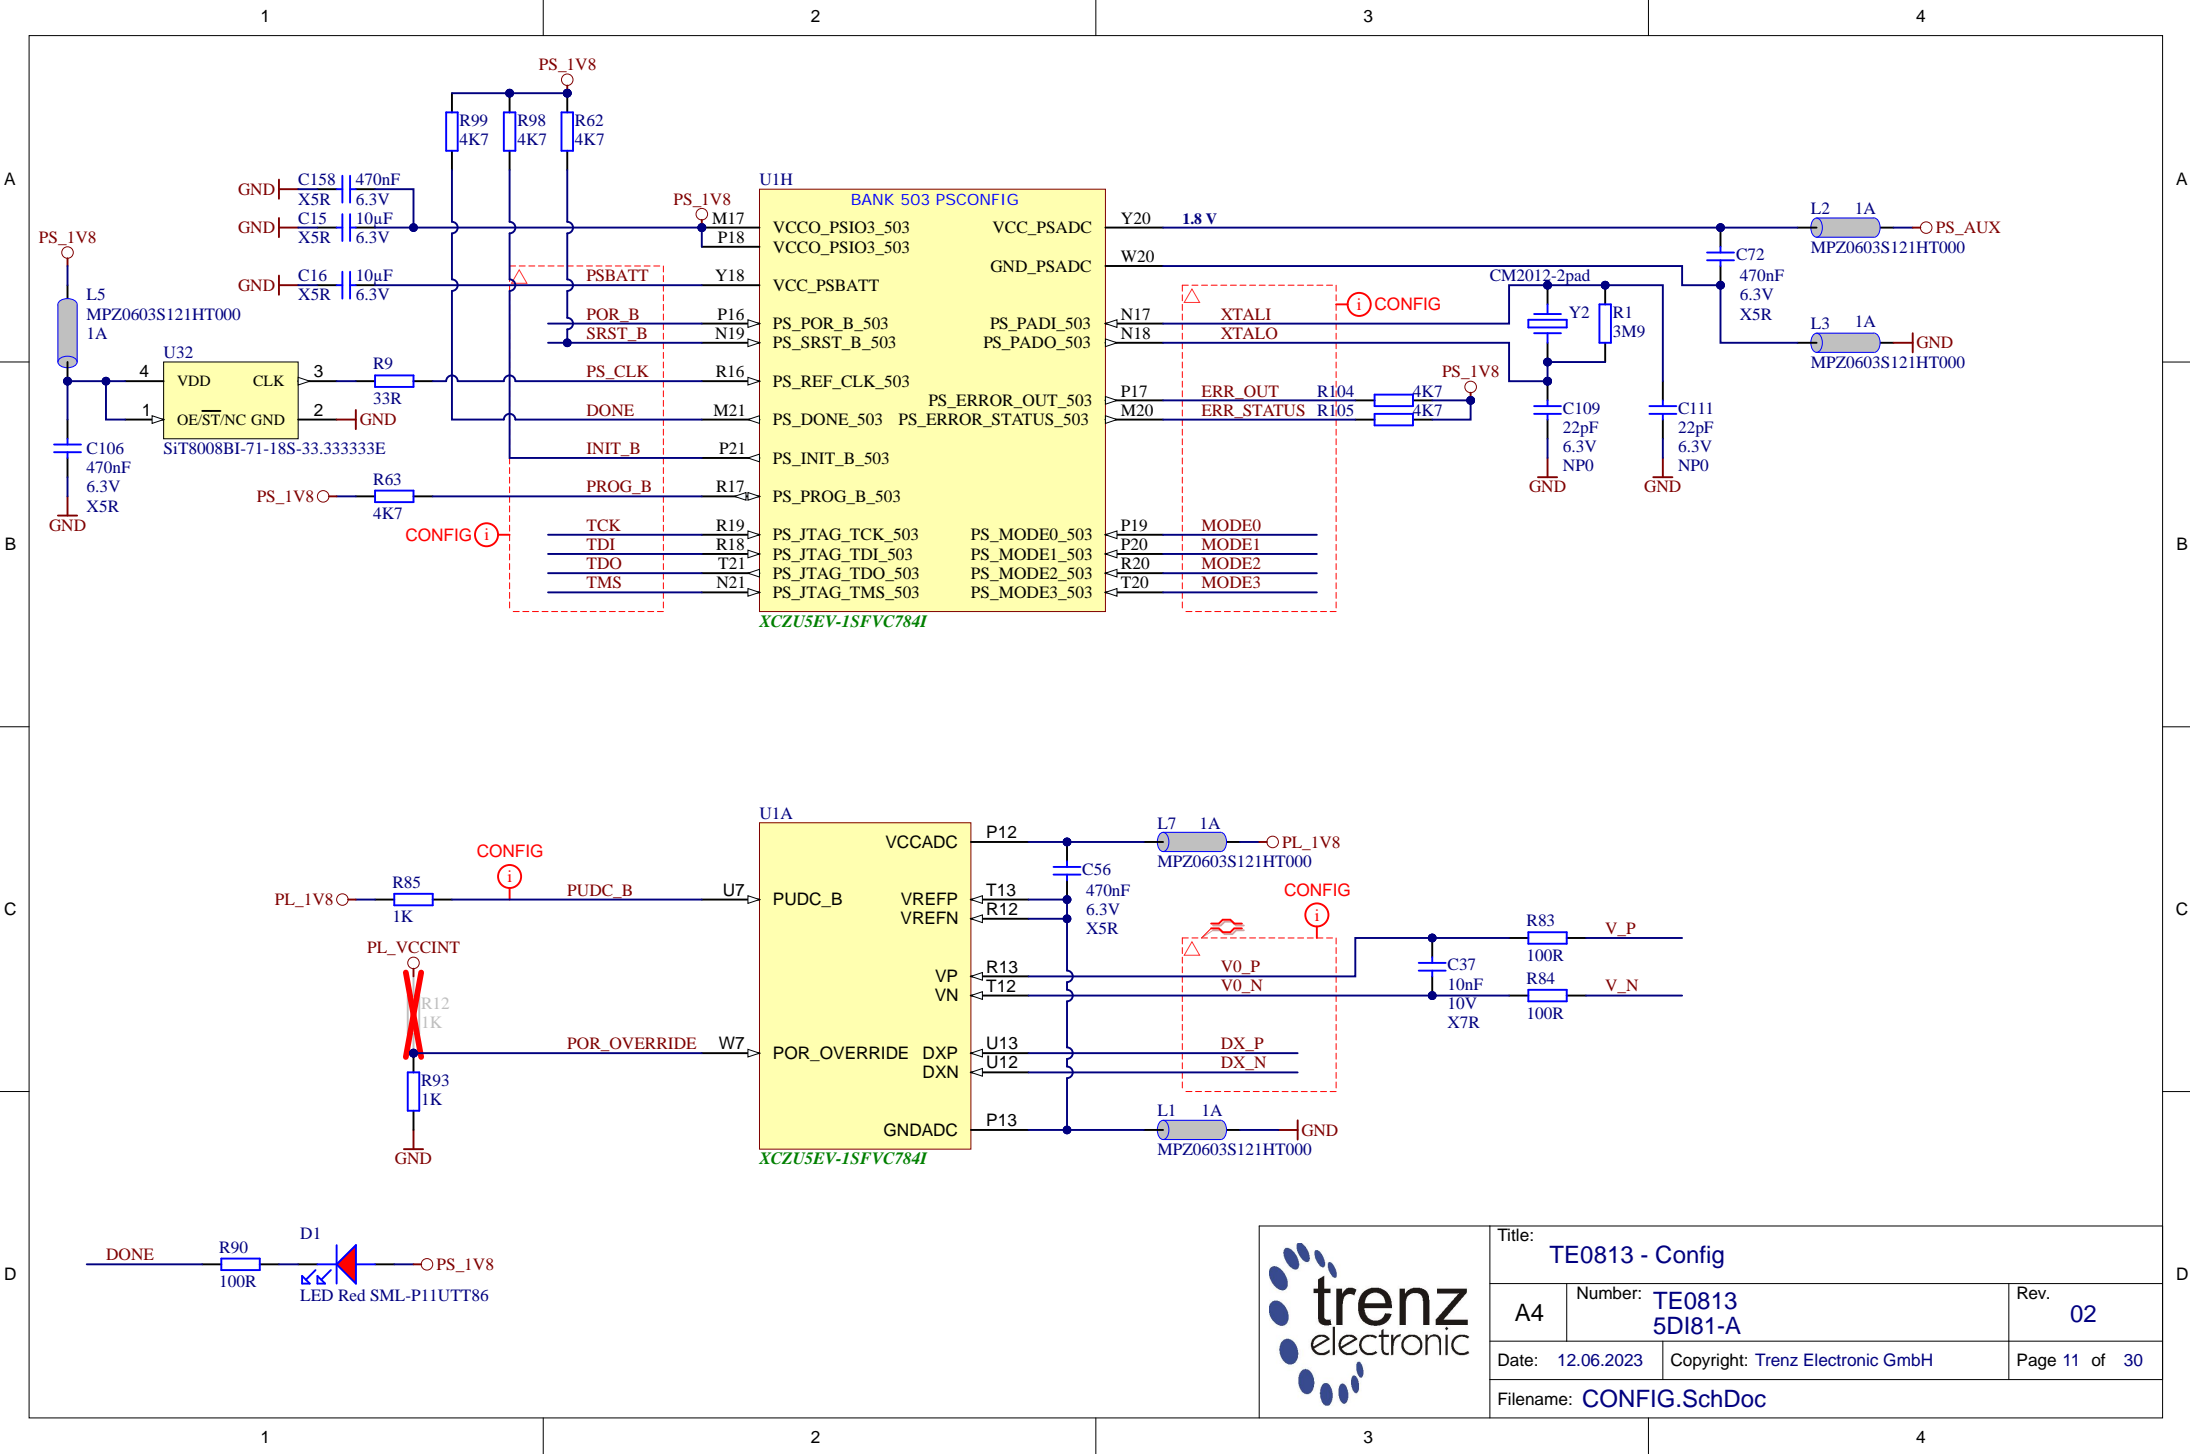 1 2 3 4
A
B
C
D
A
B
C
D
PS_1V8
R99
4K7
R98
4K7
R62
4K7
GND
C158
470nF
X5R
6.3V
GND
C15
10µF
X5R
6.3V
GND
C16
10µF
X5R
6.3V
PS_1V8
PS_1V8
L5
MPZ0603S121HT000
1A
U32
4
VDD
CLK
3
1
OE/ST/NC
GND
2
GND
SiT8008BI-71-18S-33.333333E
R9
33R
C106
470nF
6.3V
X5R
GND
PS_1V8
R63
4K7
CONFIG
i
PSBATT
POR_B
SRST_B
PS_CLK
DONE
INIT_B
PROG_B
TCK
TDI
TDO
TMS
U1H
BANK 503 PSCONFIG
M17
VCCO_PSIO3_503
P18
VCCO_PSIO3_503
Y18
VCC_PSBATT
P16
PS_POR_B_503
N19
PS_SRST_B_503
R16
PS_REF_CLK_503
M21
PS_DONE_503
P21
PS_INIT_B_503
R17
PS_PROG_B_503
R19
PS_JTAG_TCK_503
R18
PS_JTAG_TDI_503
T21
PS_JTAG_TDO_503
N21
PS_JTAG_TMS_503
VCC_PSADC
Y20
1.8 V
GND_PSADC
W20
PS_PADI_503
N17
XTALI
PS_PADO_503
N18
XTALO
PS_ERROR_OUT_503
P17
ERR_OUT
R104
4K7
PS_ERROR_STATUS_503
M20
ERR_STATUS
R105
4K7
PS_1V8
PS_MODE0_503
P19
MODE0
PS_MODE1_503
P20
MODE1
PS_MODE2_503
R20
MODE2
PS_MODE3_503
T20
MODE3
XCZU5EV-1SFVC784I
i
CONFIG
CM2012-2pad
Y2
R1
3M9
C109
22pF
6.3V
NP0
GND
C111
22pF
6.3V
NP0
GND
L2
1A
MPZ0603S121HT000
PS_AUX
C72
470nF
6.3V
X5R
L3
1A
MPZ0603S121HT000
GND
CONFIG
i
PL_1V8
R85
1K
PUDC_B
PL_VCCINT
R12
1K
POR_OVERRIDE
R93
1K
GND
U1A
U7
PUDC_B
W7
POR_OVERRIDE
VCCADC
P12
VREFP
T13
VREFN
R12
VP
R13
VN
T12
DXP
U13
DXN
U12
GNDADC
P13
XCZU5EV-1SFVC784I
L7
1A
MPZ0603S121HT000
PL_1V8
C56
470nF
6.3V
X5R
CONFIG
i
V0_P
V0_N
DX_P
DX_N
C37
10nF
10V
X7R
R83
100R
V_P
R84
100R
V_N
L1
1A
MPZ0603S121HT000
GND
DONE
R90
100R
D1
LED Red SML-P11UTT86
PS_1V8
trenz
electronic
Title:
TE0813 - Config
A4
Number:
TE0813
5DI81-A
Rev.
02
Date: 12.06.2023
Copyright: Trenz Electronic GmbH
Page 11 of 30
Filename: CONFIG.SchDoc
1 2 3 4